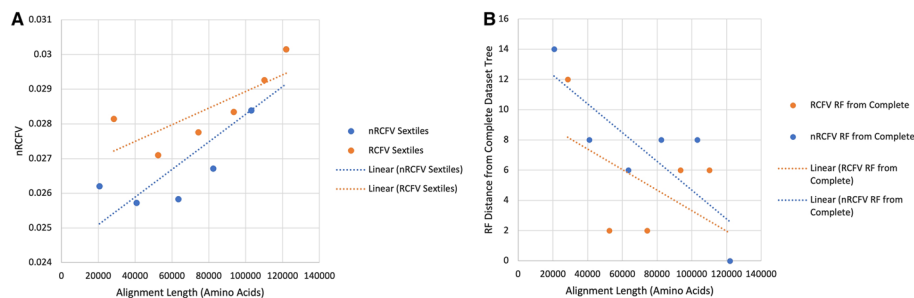 A
0.031
0.03
0.029
0.028
0.027
0.026
0.025
0.024
nRCFV
0
20000
40000
60000
80000
100000
120000
140000
Alignment Length (Amino Acids)
nRCFV Sextiles
RCFV Sextiles
Linear (nRCFV Sextiles)
Linear (RCFV Sextiles)
B
16
14
12
10
8
6
4
2
0
RF Distance from Complete Dataset Tree
0
20000
40000
60000
80000
100000
120000
140000
Alignment Length (Amino Acids)
RCFV RF from Complete
nRCFV RF from Complete
Linear (RCFV RF from
Complete)
Linear (nRCFV RF from
Complete)